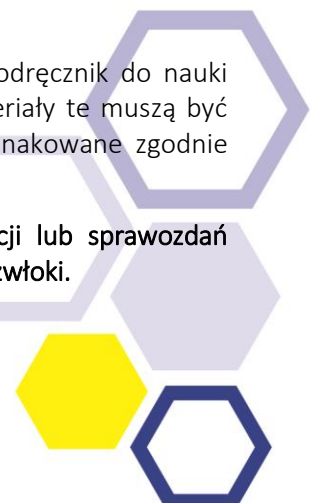 odręcznik do nauki
eriały te muszą być
nakowane zgodnie
cji lub sprawozdań
zwłoki.